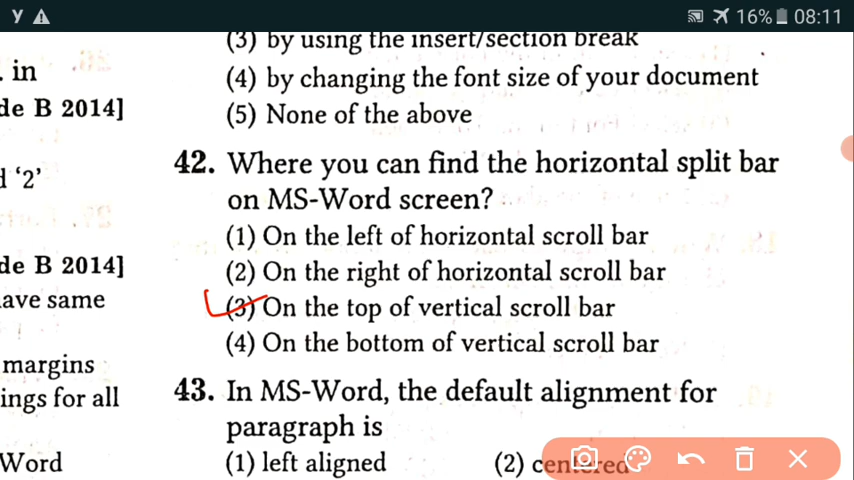 y 16% 08:11
(3) by using the insert/section break
. in
(4) by changing the font size of your document
de B 2014]
(5) None of the above
42. Where you can find the horizontal split bar
d '2'
on MS-Word screen?
(1) On the left of horizontal scroll bar
de B 2014]
(2) On the right of horizontal scroll bar
ave same
(3) On the top of vertical scroll bar
(4) On the bottom of vertical scroll bar
margins
43. In MS-Word, the default alignment for
ings for all
paragraph is
Word
(1) left aligned (2) centered